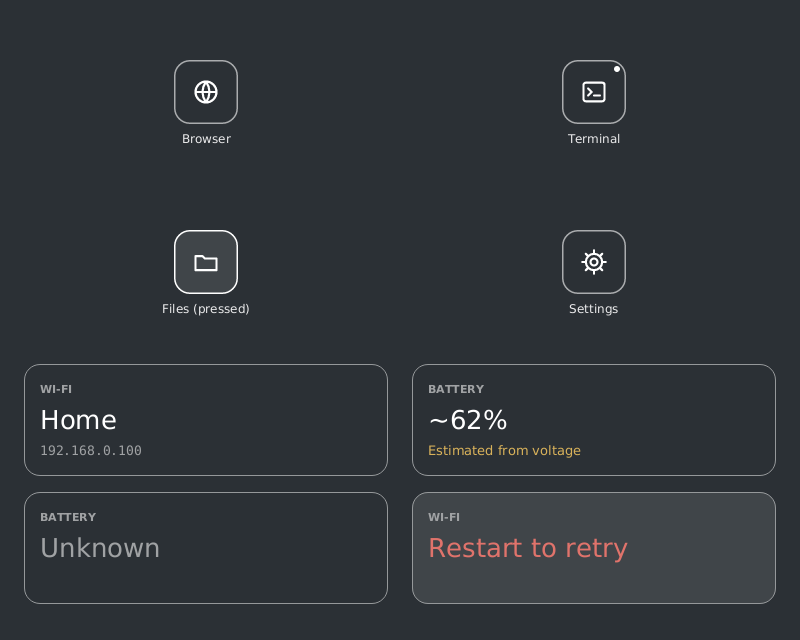 Browser
Terminal
Files (pressed)
Settings
WI-FI
Home
192.168.0.100
BATTERY
~62%
Estimated from voltage
BATTERY
Unknown
WI-FI
Restart to retry